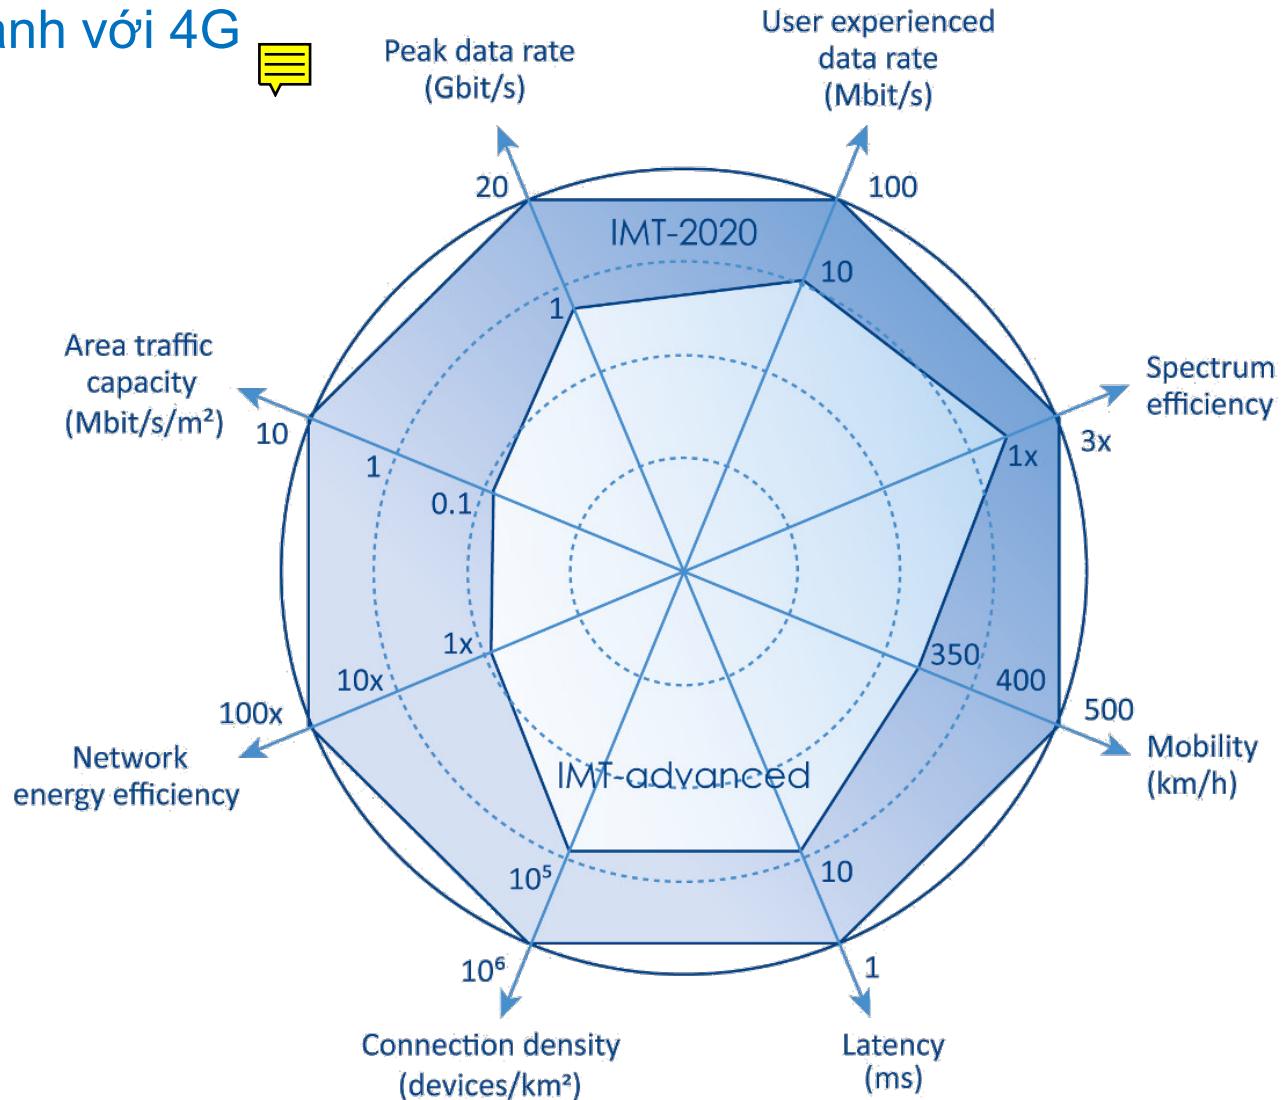 với 4G
Peak data rate
(Gbit/s)
User experienced
data rate
(Mbit/s)
20
100
IMT-2020
10
1
Area traffic
capacity
(Mbit/s/m²)
Spectrum
efficiency
10
3x
1
1x
0.1
1x
350
10x
400
100x
500
Network
energy efficiency
Mobility
(km/h)
IMT-advanced
10⁵
10
10⁶
1
Connection density
(devices/km²)
Latency
(ms)